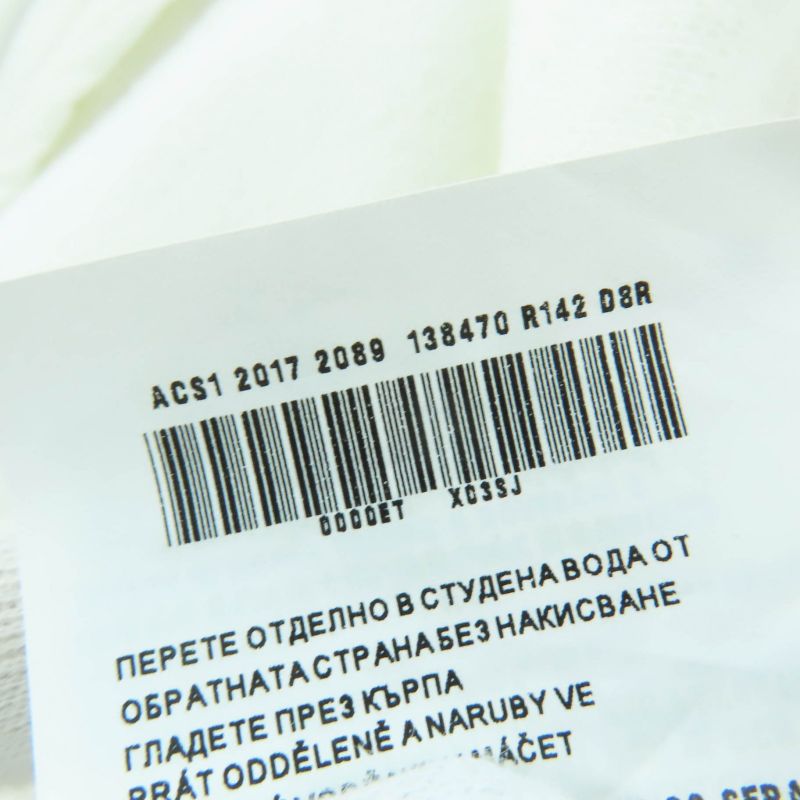 ACS1 2017 2089 138470 R142 D8R
0000ET XC3SJ
ПЕРЕТЕ ОТДЕЛНО В СТУДЕНА ВОДА ОТ
ОБРАТНАТА СТРАНА БЕЗ НАКИСВАНЕ
ГЛАДЕТЕ ПРЕЗ КЪРПА
PRÁT ODDĚLENĚ A NARUBY VE